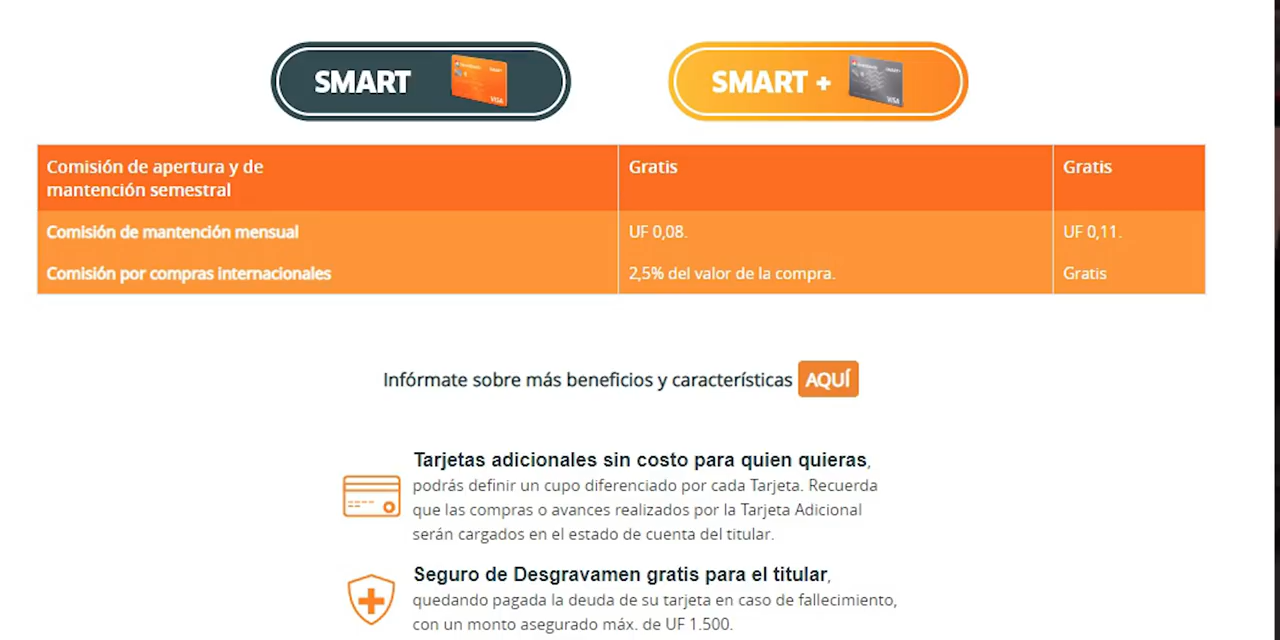 SMART
SMART +
Comisión de apertura y de mantención semestral Gratis Gratis
Comisión de mantención mensual UF 0,08. UF 0,11.
Comisión por compras internacionales 2,5% del valor de la compra. Gratis
Infórmate sobre más beneficios y características AQUÍ
Tarjetas adicionales sin costo para quien quieras,
podrás definir un cupo diferenciado por cada Tarjeta. Recuerda
que las compras o avances realizados por la Tarjeta Adicional
serán cargados en el estado de cuenta del titular.
Seguro de Desgravamen gratis para el titular,
quedando pagada la deuda de su tarjeta en caso de fallecimiento,
con un monto asegurado máx. de UF 1.500.